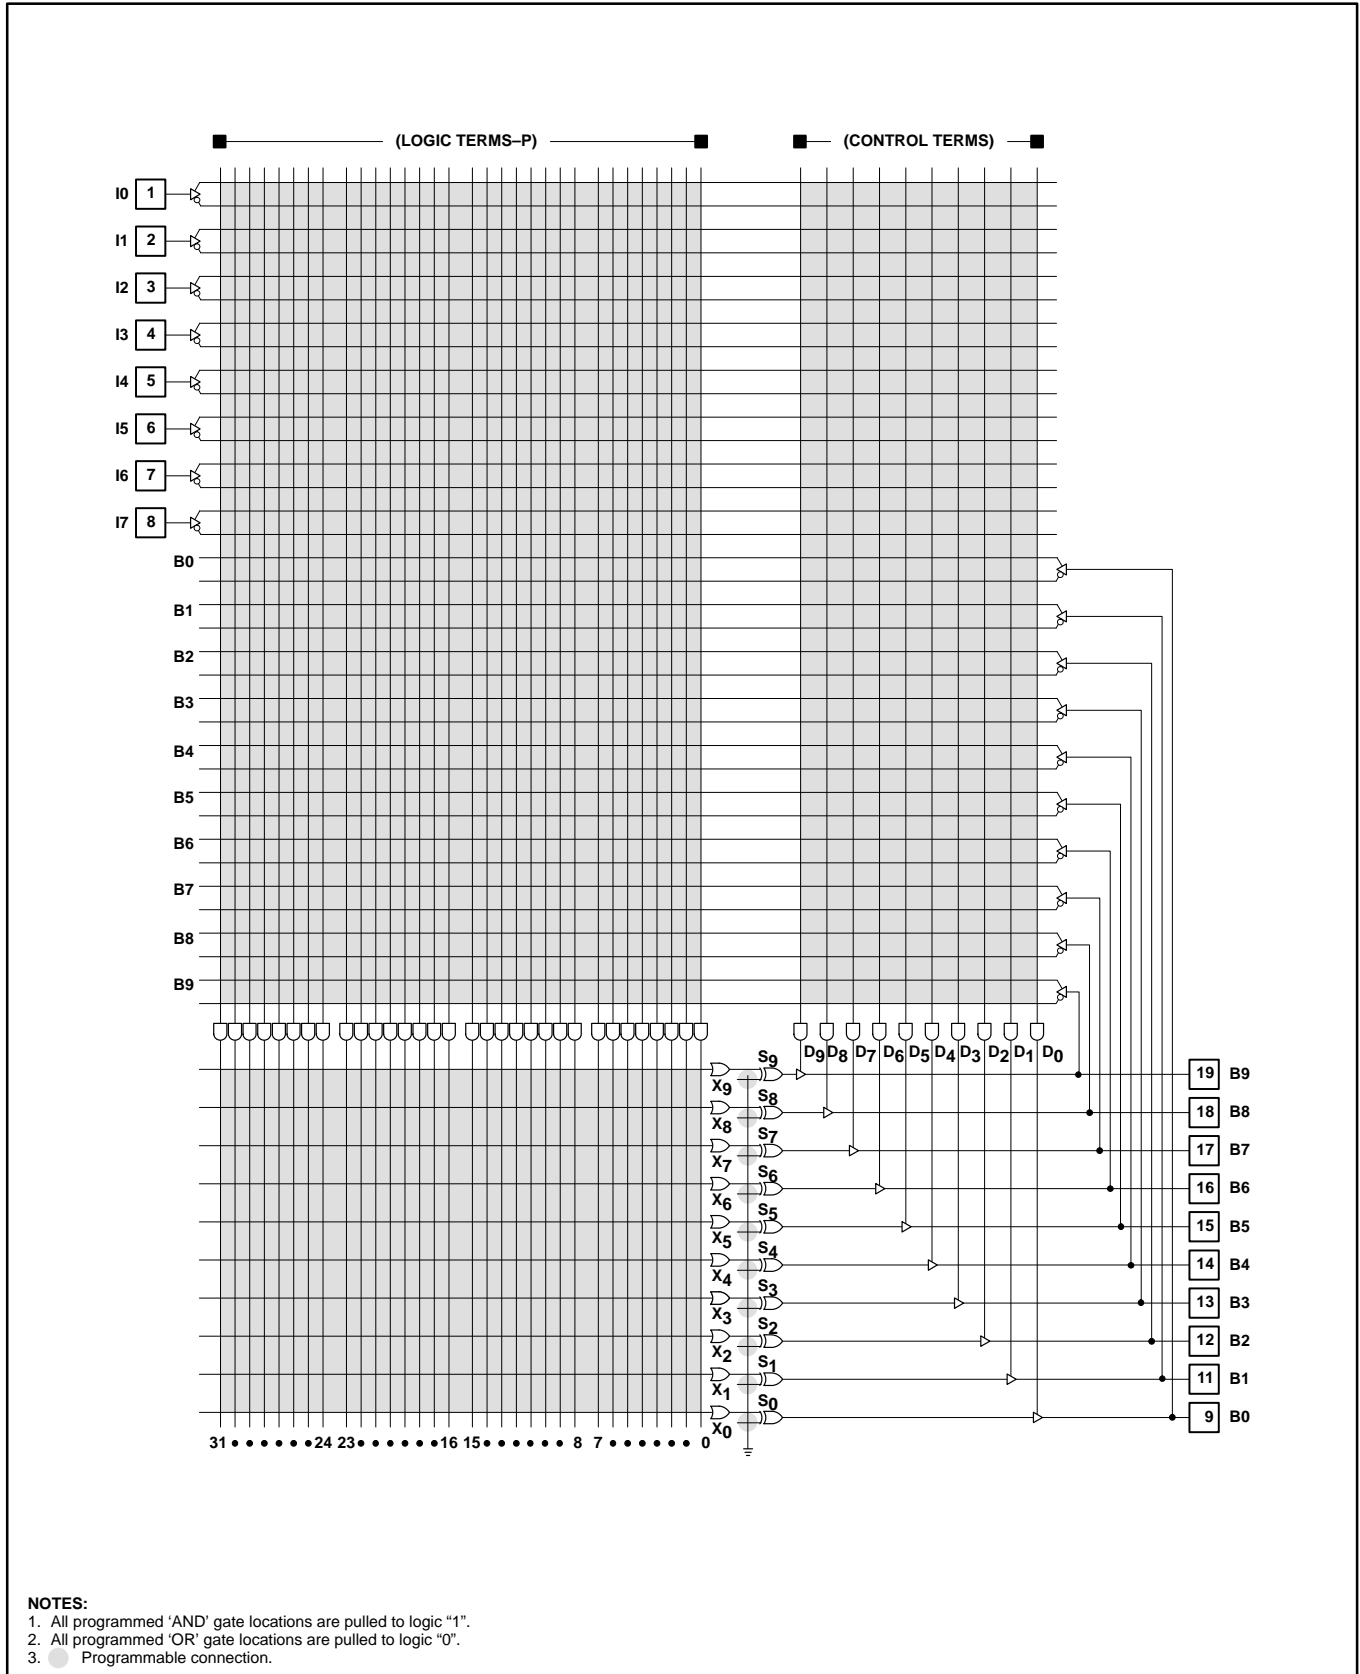 (LOGIC TERMS–P) (CONTROL TERMS)
I0 1
I1 2
I2 3
I3 4
I4 5
I5 6
I6 7
I7 8
B0
B1
B2
B3
B4
B5
B6
B7
B8
B9
D9 D8 D7 D6 D5 D4 D3 D2 D1 D0
X9 S9 19 B9
X8 S8 18 B8
X7 S7 17 B7
X6 S6 16 B6
X5 S5 15 B5
X4 S4 14 B4
X3 S3 13 B3
X2 S2 12 B2
X1 S1 11 B1
X0 S0 9 B0
31 24 23 16 15 8 7 0
NOTES:
1. All programmed ‘AND’ gate locations are pulled to logic “1”.
2. All programmed ‘OR’ gate locations are pulled to logic “0”.
3. Programmable connection.